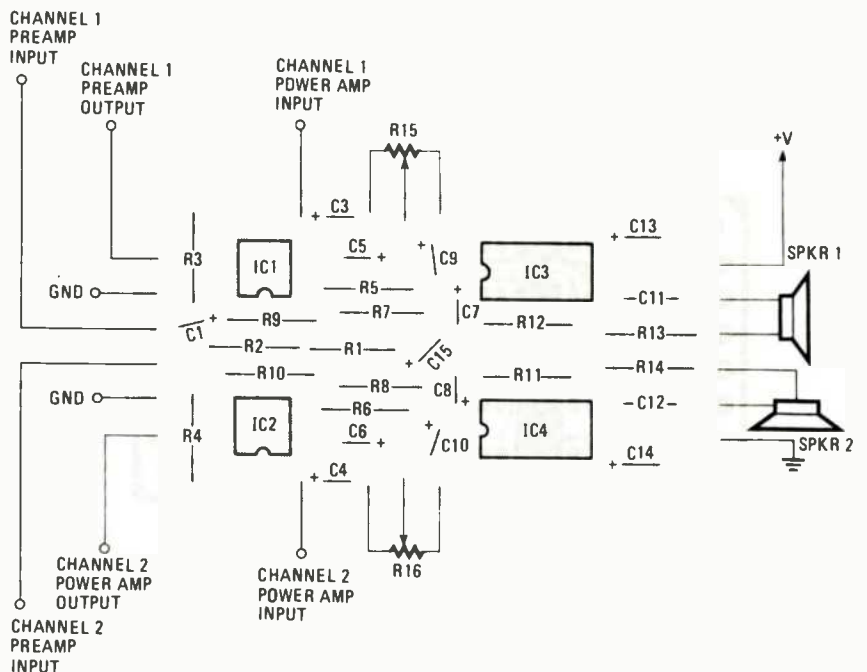 CHANNEL 1
PREAMP
INPUT
CHANNEL 1
PREAMP
OUTPUT
CHANNEL 1
POWER AMP
INPUT
R15
+V
+ C3
C13
+
R3
IC1
C5 +
+ C9
IC3
SPKR 1
GND
R5
+
C7
C11
C1 +
R9
R7
R12
R13
R2
R1
+ C15
R14
R10
R8
C8 +
R11
GND
R6
C12
R4
IC2
C6 +
+ C10
IC4
SPKR 2
+ C4
+ C14
CHANNEL 2
POWER AMP
OUTPUT
CHANNEL 2
POWER AMP
INPUT
R16
CHANNEL 2
PREAMP
INPUT